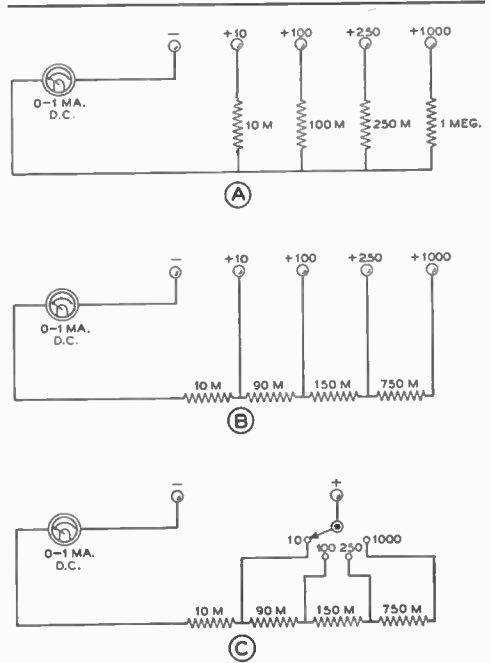 − +10 +100 +250 +1000
0-1 MA.
D.C.
10 M 100 M 250 M 1 MEG.
A
− +10 +100 +250 +1000
0-1 MA.
D.C.
10 M 90 M 150 M 750 M
B
− +
0-1 MA.
D.C.
10 100 250 1000
10 M 90 M 150 M 750 M
C